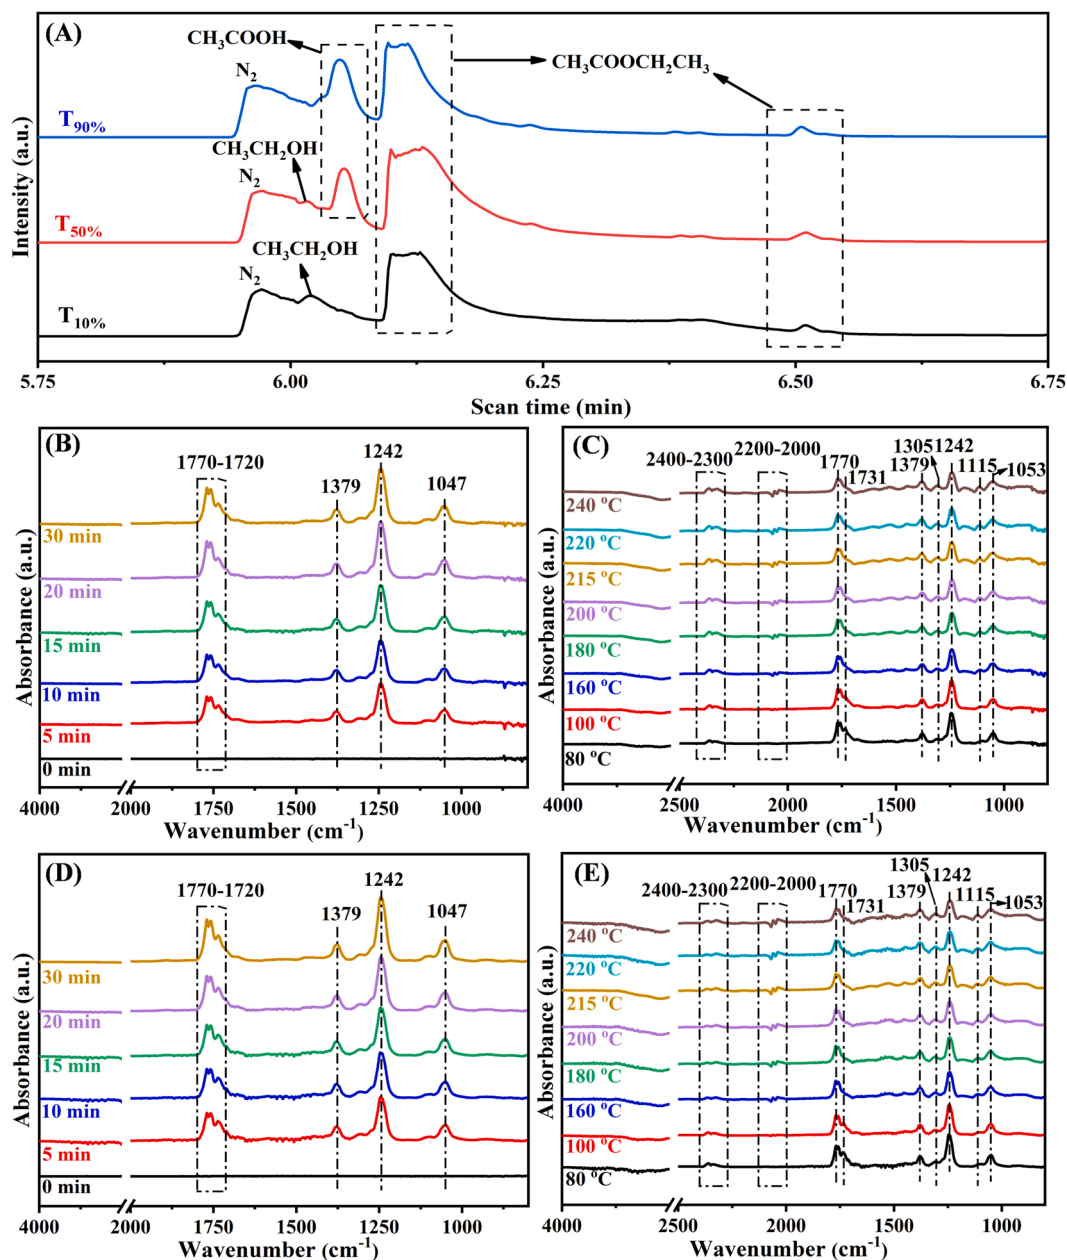 (A)
CH₃COOH
N₂
CH₃COOCH₂CH₃
T₉₀%
CH₃CH₂OH
N₂
T₅₀%
CH₃CH₂OH
N₂
T₁₀%
Intensity (a.u.)
5.75 6.00 6.25 6.50 6.75
Scan time (min)
(B)
1770-1720
1242
1379
1047
30 min
20 min
15 min
10 min
5 min
0 min
Absorbance (a.u.)
4000 2000 1750 1500 1250 1000
Wavenumber (cm⁻¹)
(C)
2400-2300
2200-2000
1770
1731
1379
1305
1242
1115
1053
240 °C
220 °C
215 °C
200 °C
180 °C
160 °C
100 °C
80 °C
Absorbance (a.u.)
4000 2500 2000 1500 1000
Wavenumber (cm⁻¹)
(D)
1770-1720
1242
1379
1047
30 min
20 min
15 min
10 min
5 min
0 min
Absorbance (a.u.)
4000 2000 1750 1500 1250 1000
Wavenumber (cm⁻¹)
(E)
2400-2300
2200-2000
1770
1731
1379
1305
1242
1115
1053
240 °C
220 °C
215 °C
200 °C
180 °C
160 °C
100 °C
80 °C
Absorbance (a.u.)
4000 2500 2000 1500 1000
Wavenumber (cm⁻¹)